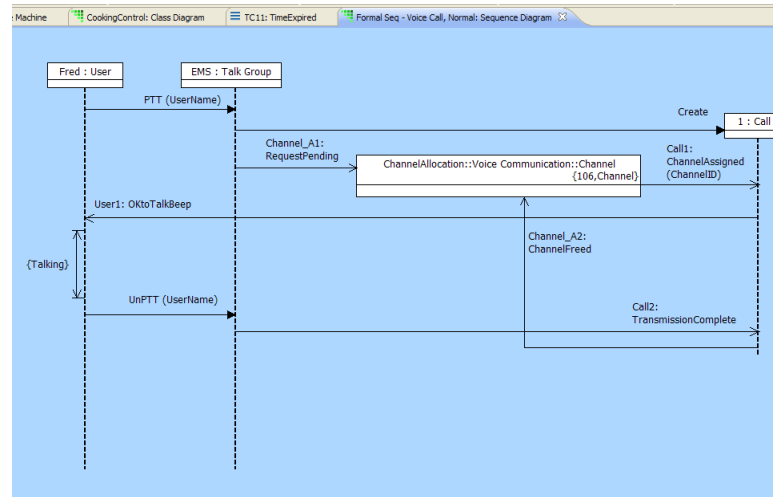 Machine
CookingControl: Class Diagram
TC11: TimeExpired
Formal Seq - Voice Call, Normal: Sequence Diagram
Fred : User
EMS : Talk Group
PTT (UserName)
Create
1 : Call
Channel_A1:
RequestPending
ChannelAllocation::Voice Communication::Channel
{106,Channel}
Call1:
ChannelAssigned
(ChannelID)
User1: OKtoTalkBeep
Channel_A2:
ChannelFreed
{Talking}
UnPTT (UserName)
Call2:
TransmissionComplete